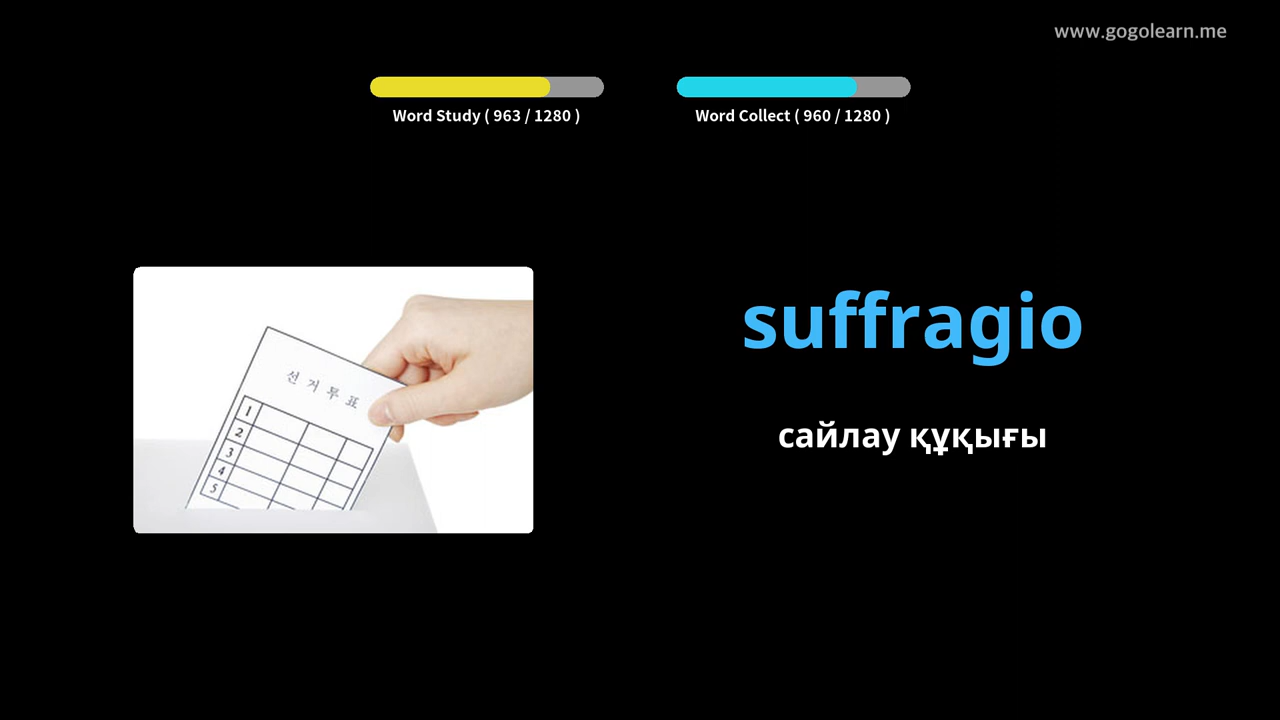 www.gogolearn.me
Word Study ( 963 / 1280 )
Word Collect ( 960 / 1280 )
suffragio
сайлау құқығы
선거투표
1
2
3
4
5